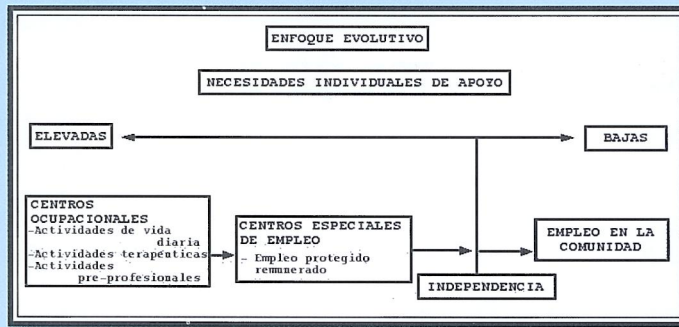 ENFOQUE EVOLUTIVO
NECESIDADES INDIVIDUALES DE APOYO
ELEVADAS
BAJAS
CENTROS
OCUPACIONALES
-Actividades de vida
diaria
-Actividades terapéuticas
-Actividades
pre-profesionales
CENTROS ESPECIALES
DE EMPLEO
- Empleo protegido
remunerado
EMPLEO EN LA
COMUNIDAD
INDEPENDENCIA